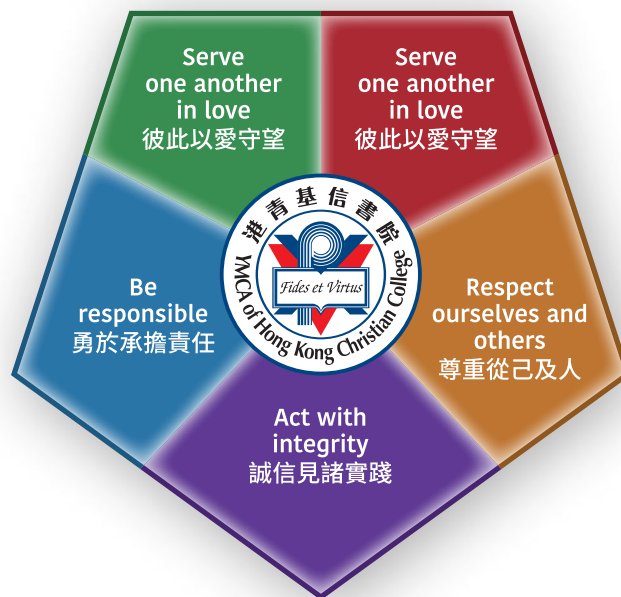 Serve
one another
in love
彼此以愛守望
Serve
one another
in love
彼此以愛守望
Be
responsible
勇於承擔責任
港青基信書院
Fides et Virtus
YMCA of Hong Kong Christian College
Respect
ourselves and
others
尊重從己及人
Act with
integrity
誠信見諸實踐